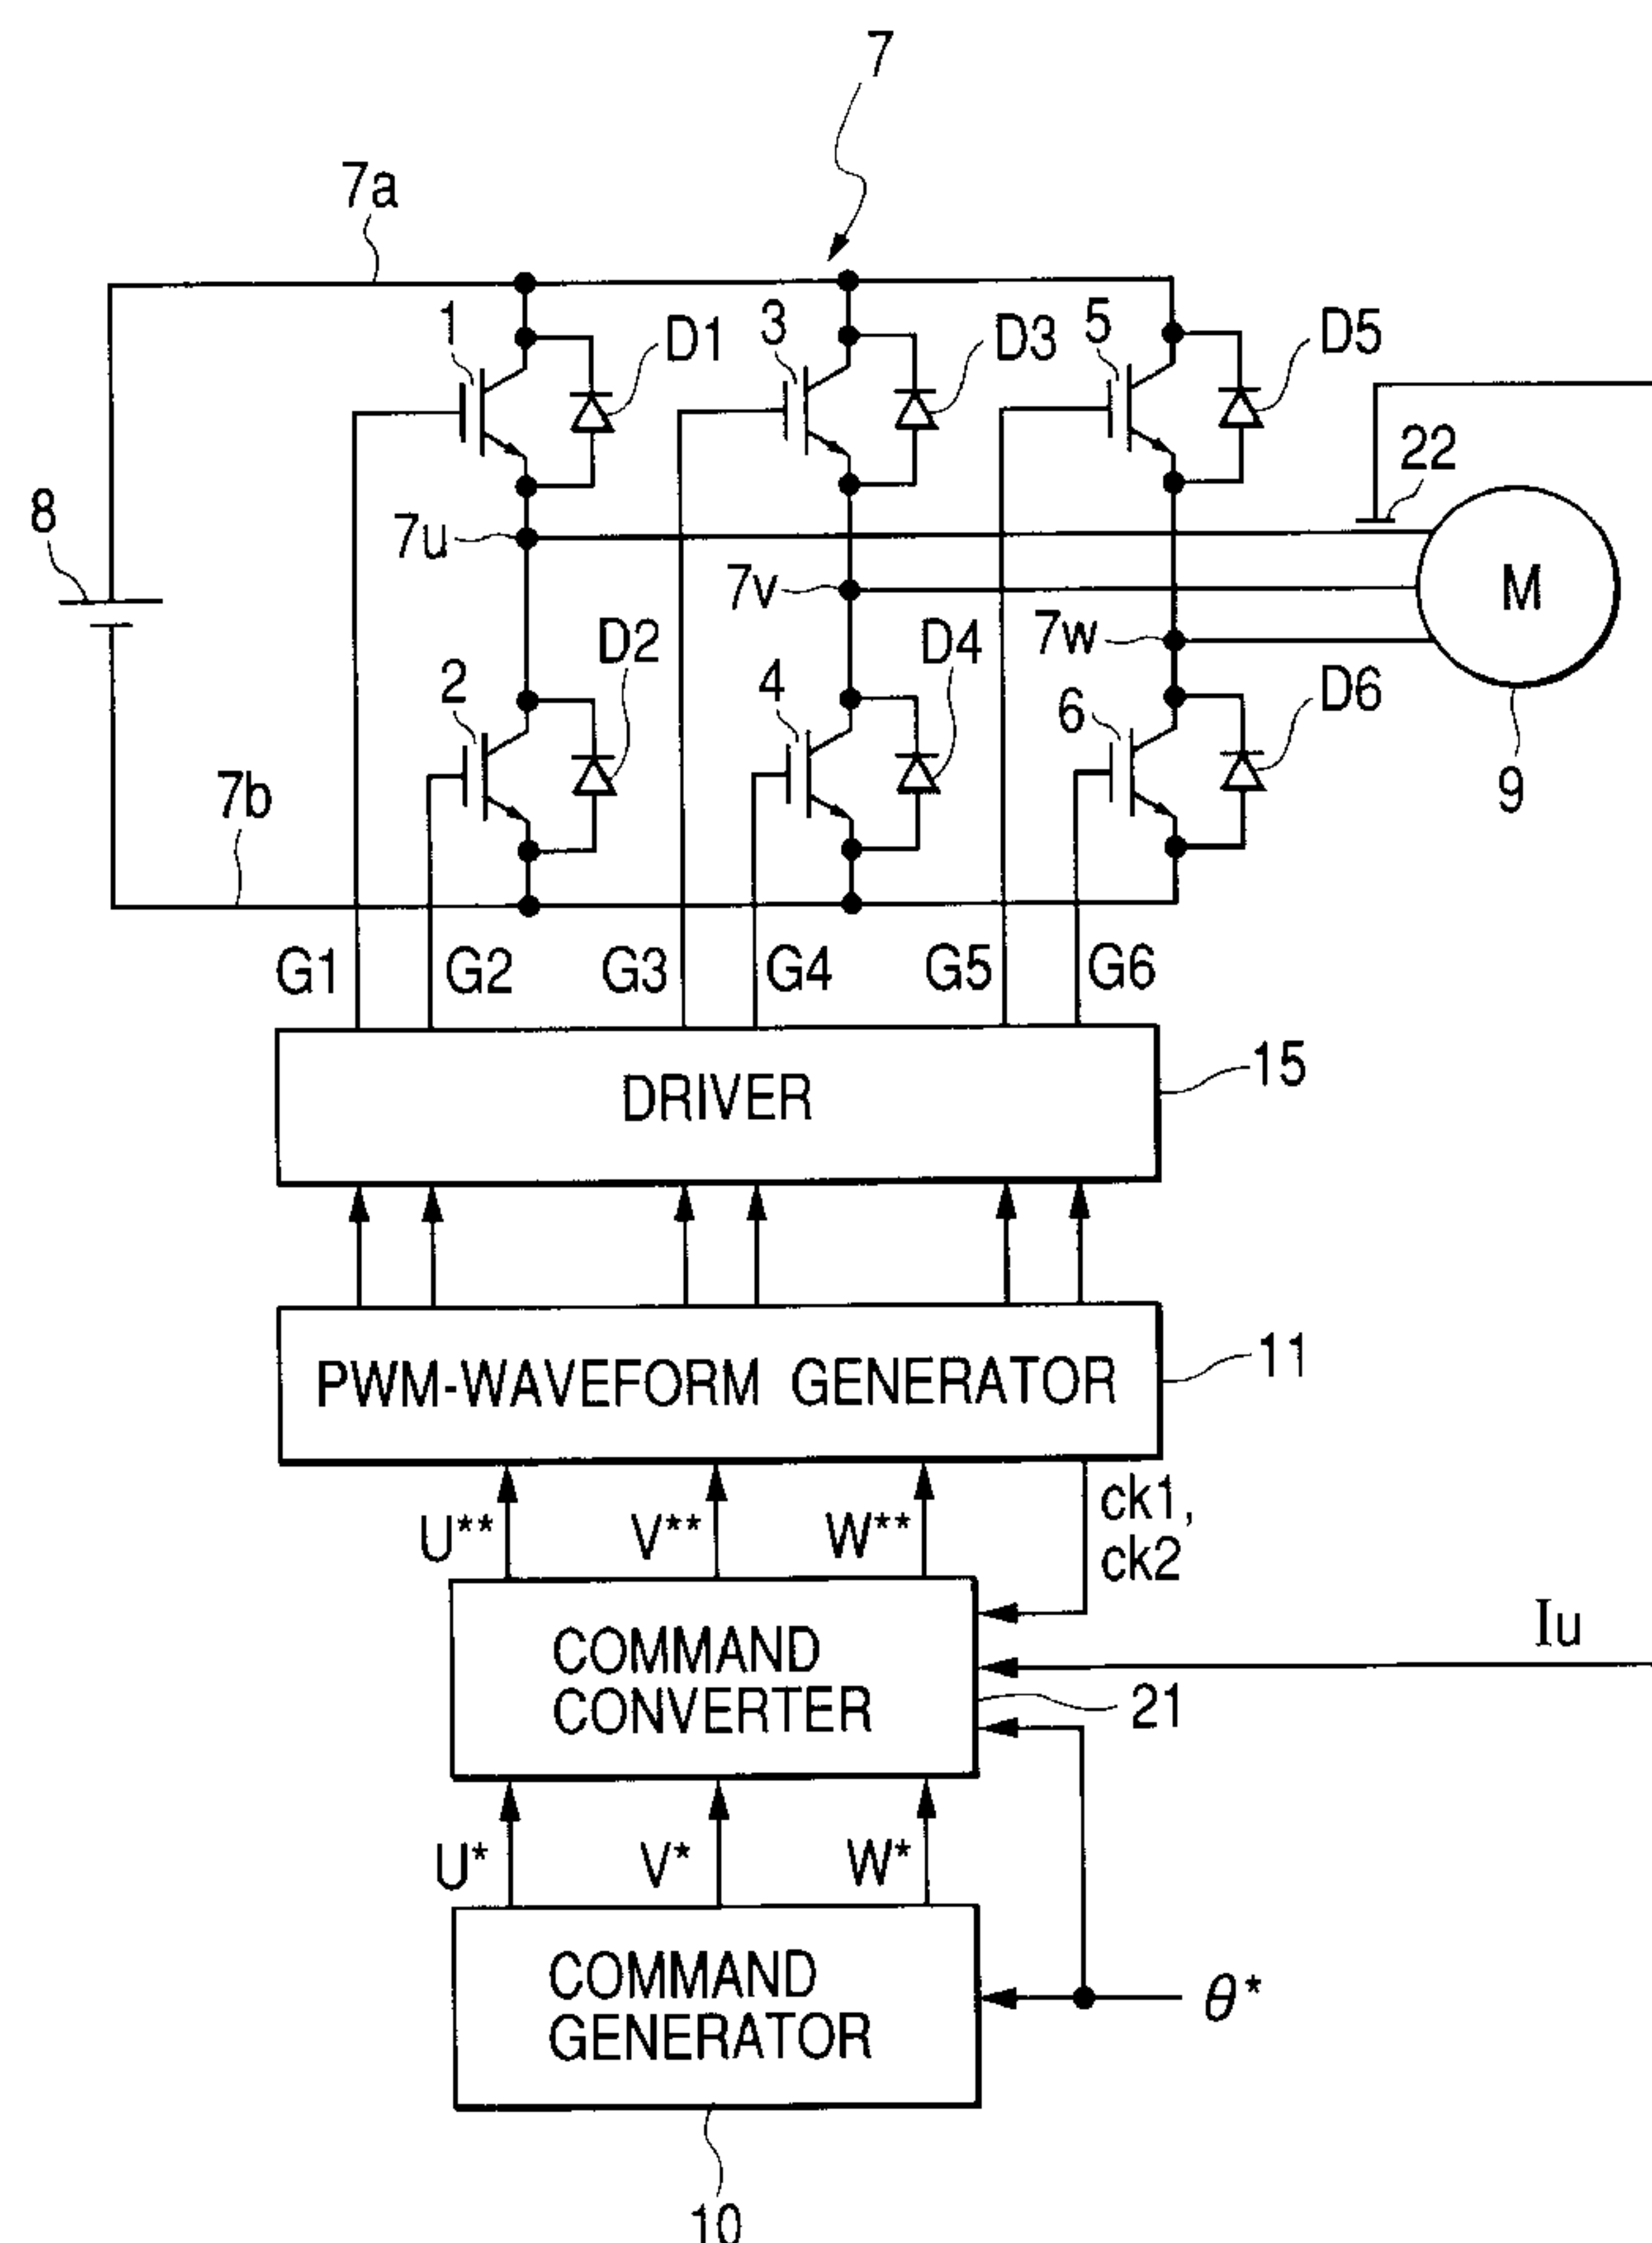 7
7a
1
D1
3
D3
5
D5
22
8
7u
7v
M
7w
2
D2
4
D4
6
D6
9
7b
G1
G2
G3
G4
G5
G6
DRIVER
15
PWM-WAVEFORM GENERATOR
11
U**
V**
W**
ck1,
ck2
COMMAND
CONVERTER
Iu
21
U*
V*
W*
COMMAND
GENERATOR
θ*
10